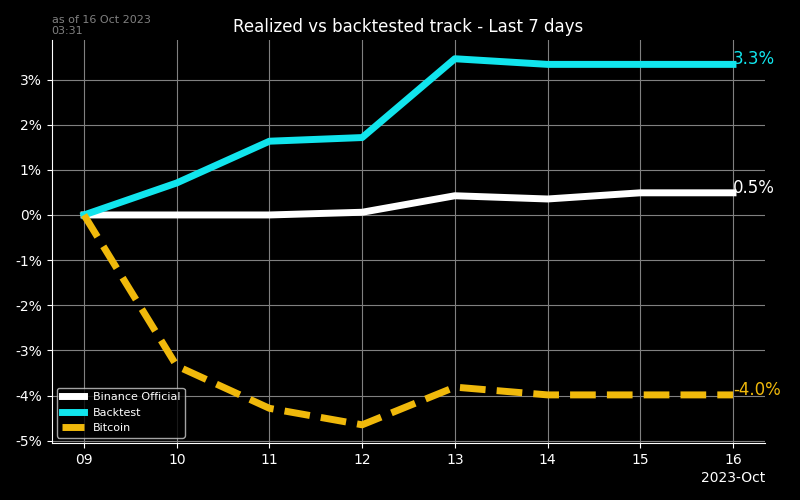 as of 16 Oct 2023
03:31
Realized vs backtested track - Last 7 days
3%
2%
1%
0%
-1%
-2%
-3%
-4%
-5%
3.3%
0.5%
-4.0%
Binance Official
Backtest
Bitcoin
09 10 11 12 13 14 15 16
2023-Oct